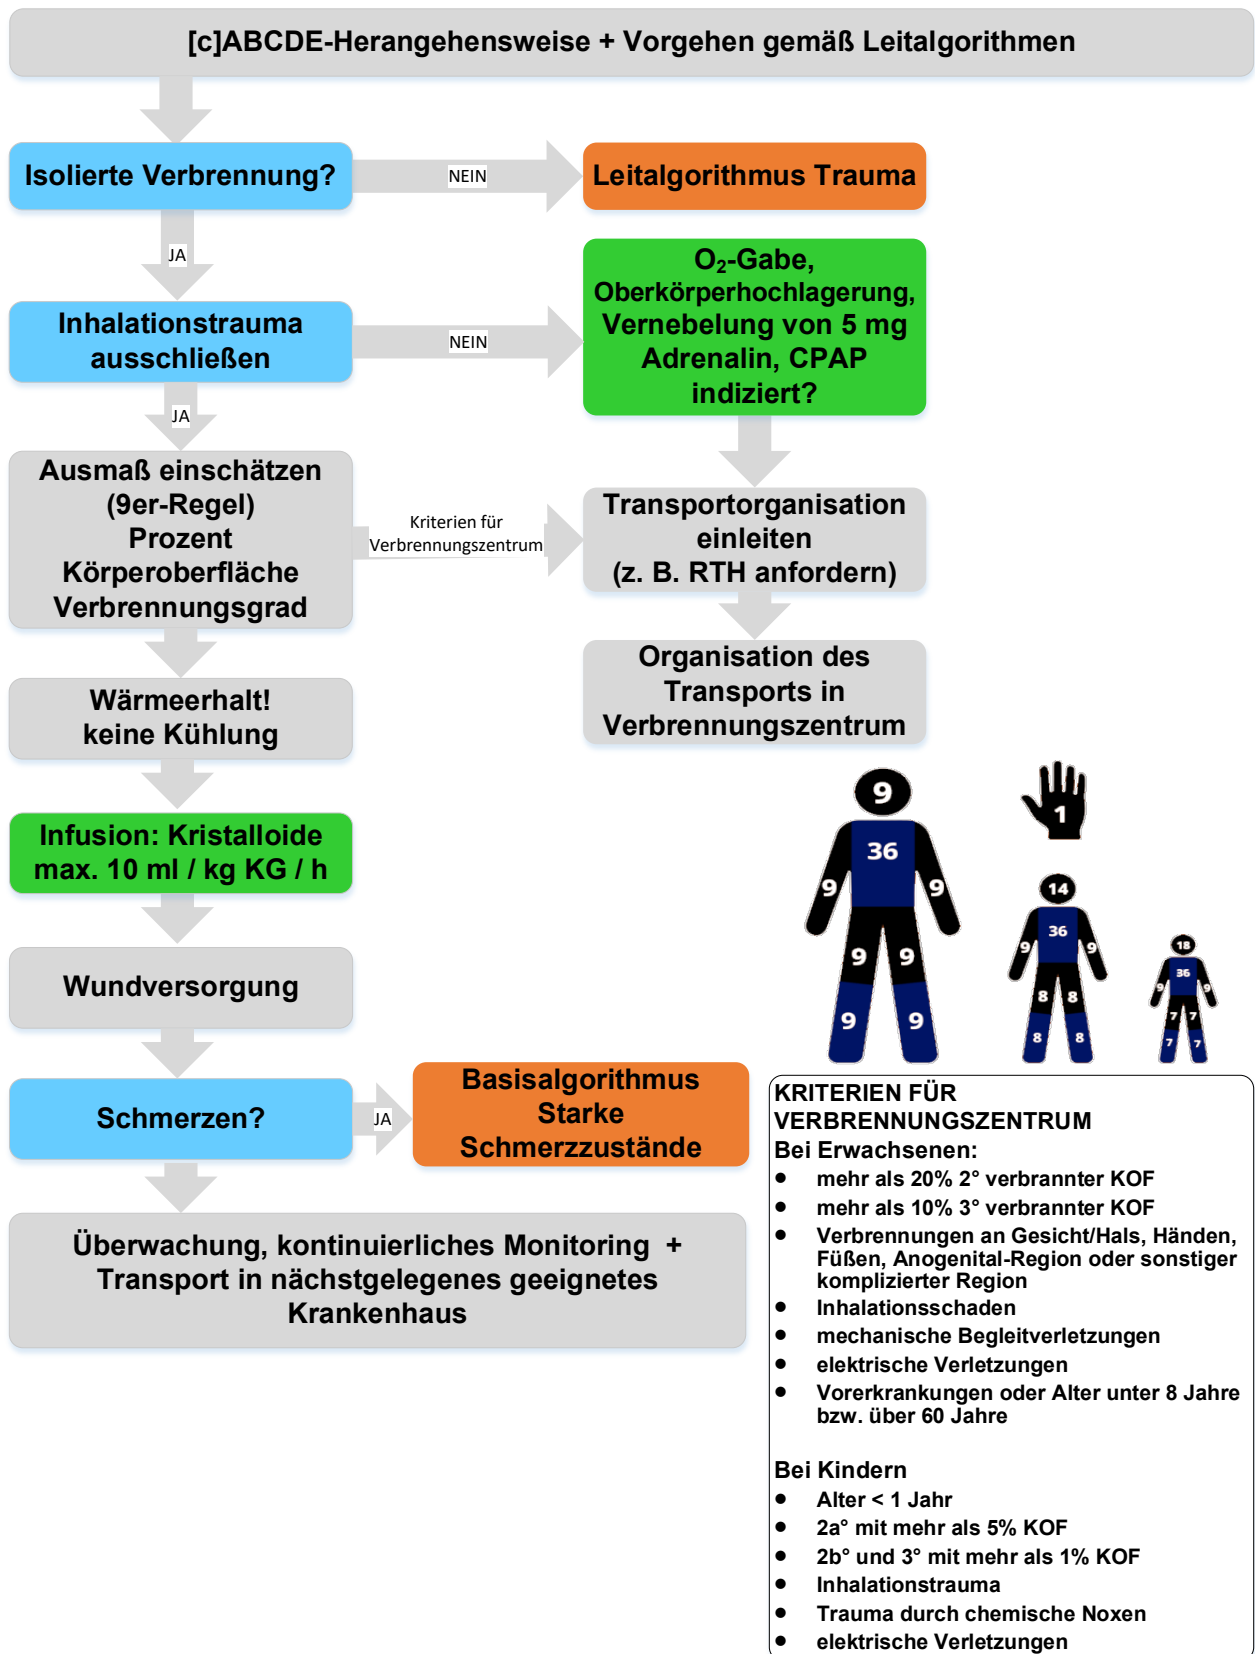 [c]ABCDE-Herangehensweise + Vorgehen gemäß Leitalgorithmen
Isolierte Verbrennung?
NEIN
Leitalgorithmus Trauma
JA
Inhalationstrauma
ausschließen
NEIN
O₂-Gabe,
Oberkörperhochlagerung,
Vernebelung von 5 mg
Adrenalin, CPAP
indiziert?
JA
Ausmaß einschätzen
(9er-Regel)
Prozent
Körperoberfläche
Verbrennungsgrad
Kriterien für
Verbrennungszentrum
Transportorganisation
einleiten
(z. B. RTH anfordern)
Organisation des
Transports in
Verbrennungszentrum
Wärmeerhalt!
keine Kühlung
Infusion: Kristalloide
max. 10 ml / kg KG / h
Wundversorgung
Schmerzen?
JA
Basisalgorithmus
Starke
Schmerzzustände
Überwachung, kontinuierliches Monitoring +
Transport in nächstgelegenes geeignetes
Krankenhaus
9
36
9 9
9 9
9 9
1
14
36
9 9
8 8
8 8
18
36
9 9
7 7
7 7
KRITERIEN FÜR
VERBRENNUNGSZENTRUM
Bei Erwachsenen:
● mehr als 20% 2° verbrannter KOF
● mehr als 10% 3° verbrannter KOF
● Verbrennungen an Gesicht/Hals, Händen,
Füßen, Anogenital-Region oder sonstiger
komplizierter Region
● Inhalationsschaden
● mechanische Begleitverletzungen
● elektrische Verletzungen
● Vorerkrankungen oder Alter unter 8 Jahre
bzw. über 60 Jahre
Bei Kindern
● Alter < 1 Jahr
● 2a° mit mehr als 5% KOF
● 2b° und 3° mit mehr als 1% KOF
● Inhalationstrauma
● Trauma durch chemische Noxen
● elektrische Verletzungen